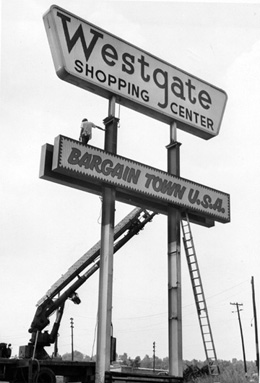 Westgate
SHOPPING
CENTER
BARGAIN TOWN U.S.A.